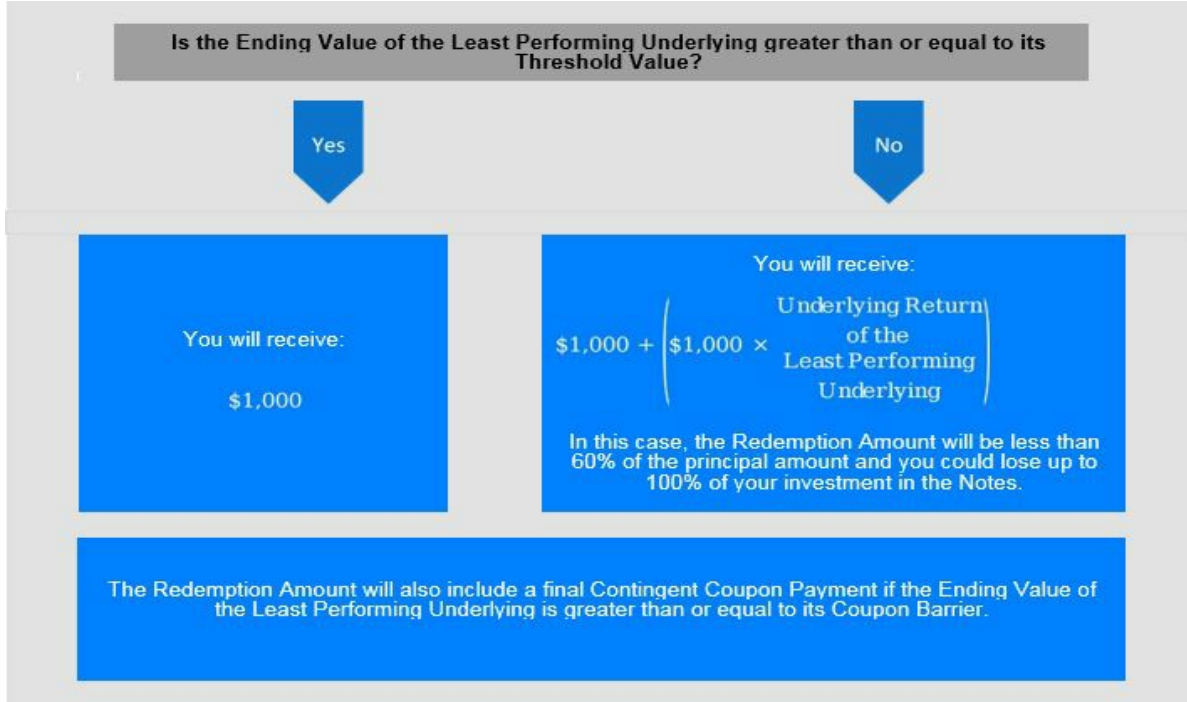 Is the Ending Value of the Least Performing Underlying greater than or equal to its
Threshold Value?
Yes
No
You will receive:
$1,000
You will receive:
$1,000 + ($1,000 × Underlying Return
of the
Least Performing
Underlying)
In this case, the Redemption Amount will be less than
60% of the principal amount and you could lose up to
100% of your investment in the Notes.
The Redemption Amount will also include a final Contingent Coupon Payment if the Ending Value of
the Least Performing Underlying is greater than or equal to its Coupon Barrier.